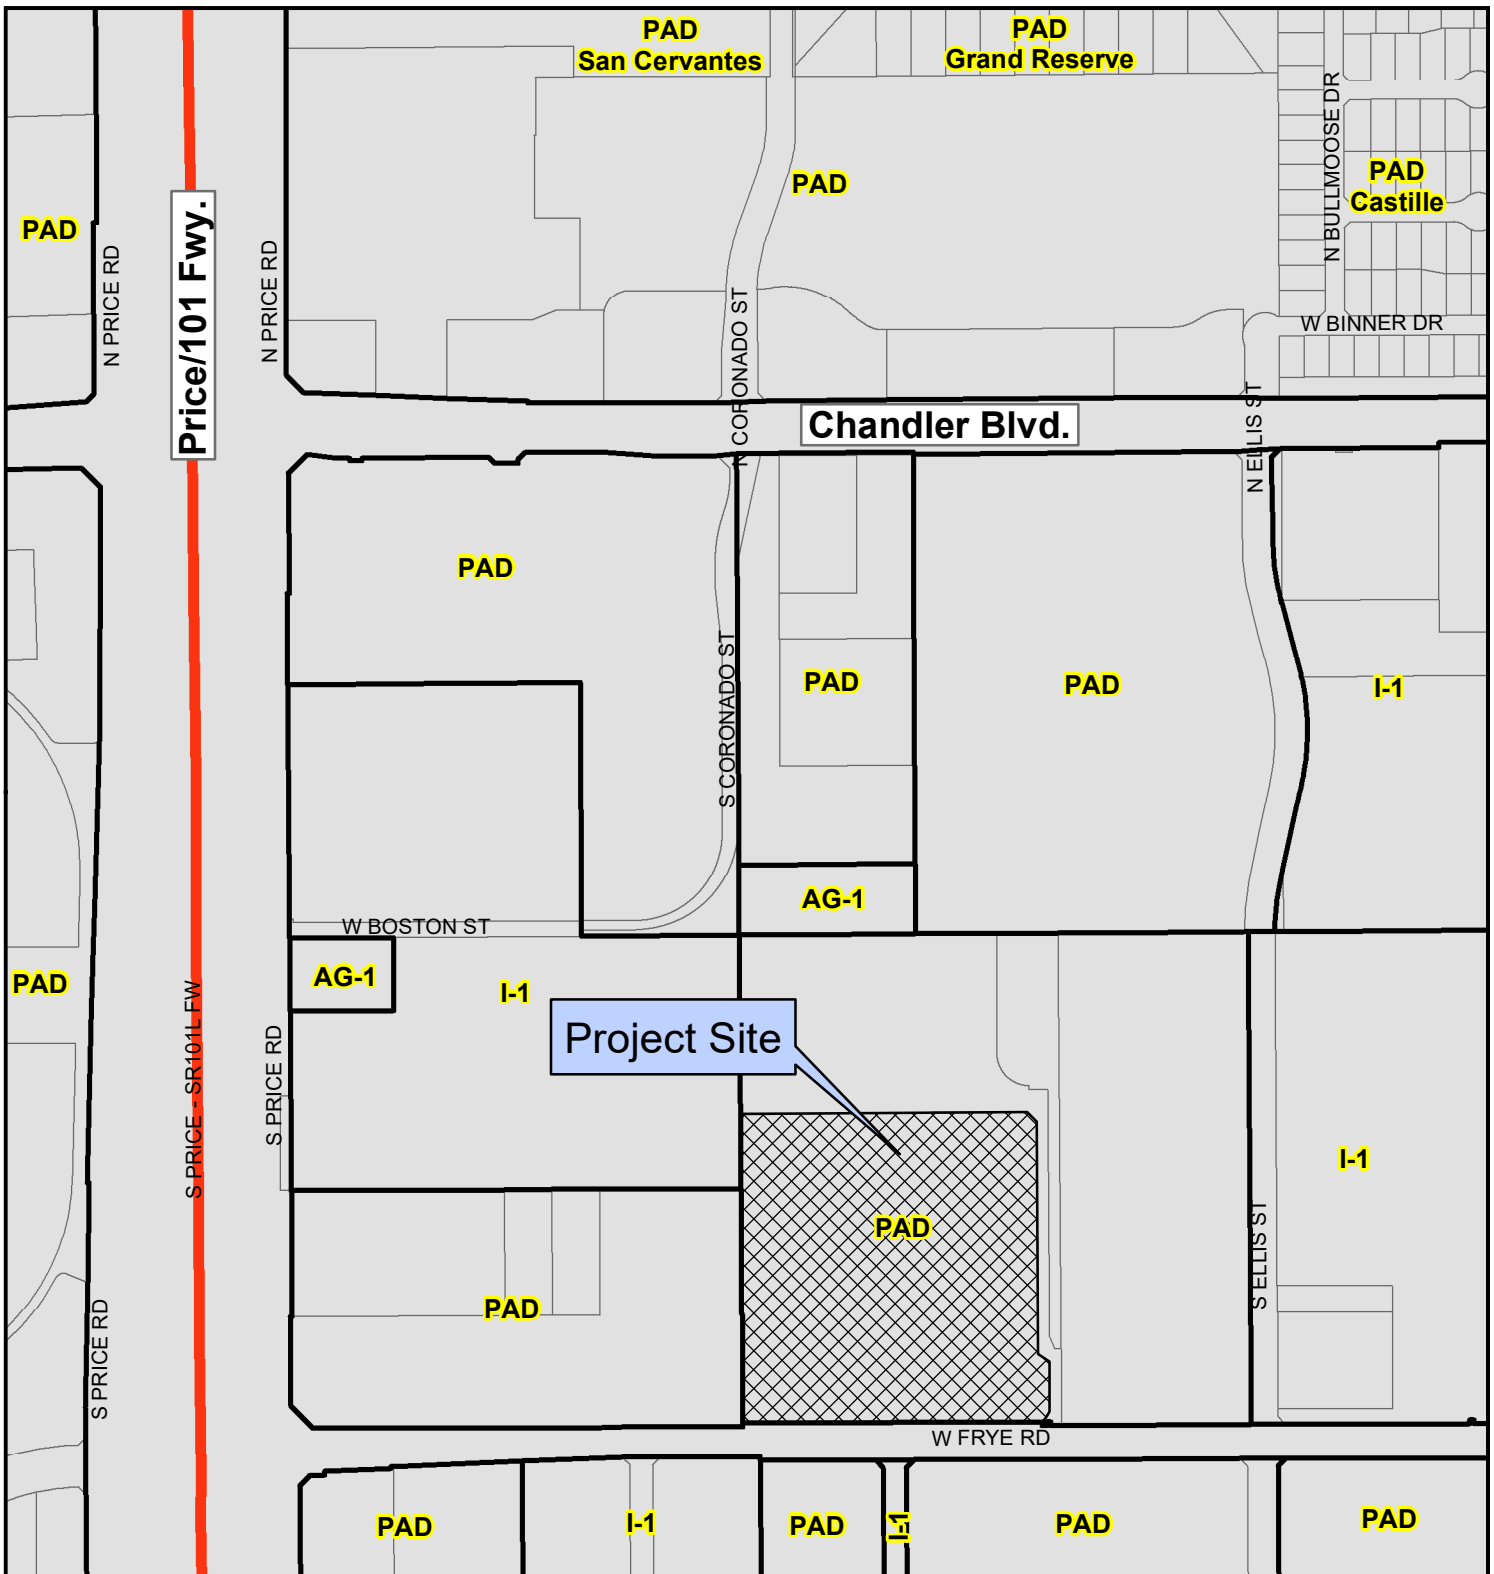 PAD
San Cervantes
PAD
Grand Reserve
N BULLMOOSE DR
PAD
Castille
PAD
PAD
N PRICE RD
Price/101 Fwy.
N PRICE RD
N CORONADO ST
W BINNER DR
N ELLIS ST
Chandler Blvd.
PAD
S CORONADO ST
PAD
PAD
I-1
AG-1
W BOSTON ST
PAD
AG-1
I-1
S PRICE - SR101L FW
S PRICE RD
Project Site
I-1
PAD
S ELLIS ST
PAD
S PRICE RD
W FRYE RD
PAD
I-1
PAD
I-1
PAD
PAD